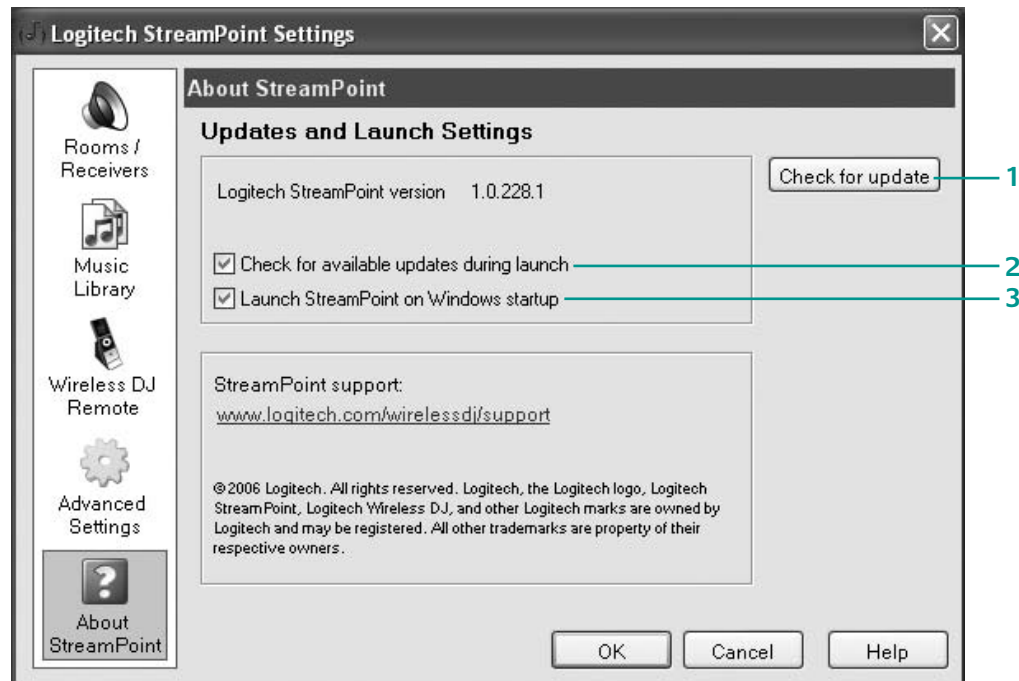 Logitech StreamPoint Settings
Rooms /
Receivers
Music
Library
Wireless DJ
Remote
Advanced
Settings
About
StreamPoint
About StreamPoint
Updates and Launch Settings
Logitech StreamPoint version 1.0.228.1
Check for update
1
Check for available updates during launch
2
Launch StreamPoint on Windows startup
3
StreamPoint support:
www.logitech.com/wirelessdj/support
©2006 Logitech. All rights reserved. Logitech, the Logitech logo, Logitech
StreamPoint, Logitech Wireless DJ, and other Logitech marks are owned by
Logitech and may be registered. All other trademarks are property of their
respective owners.
OK
Cancel
Help